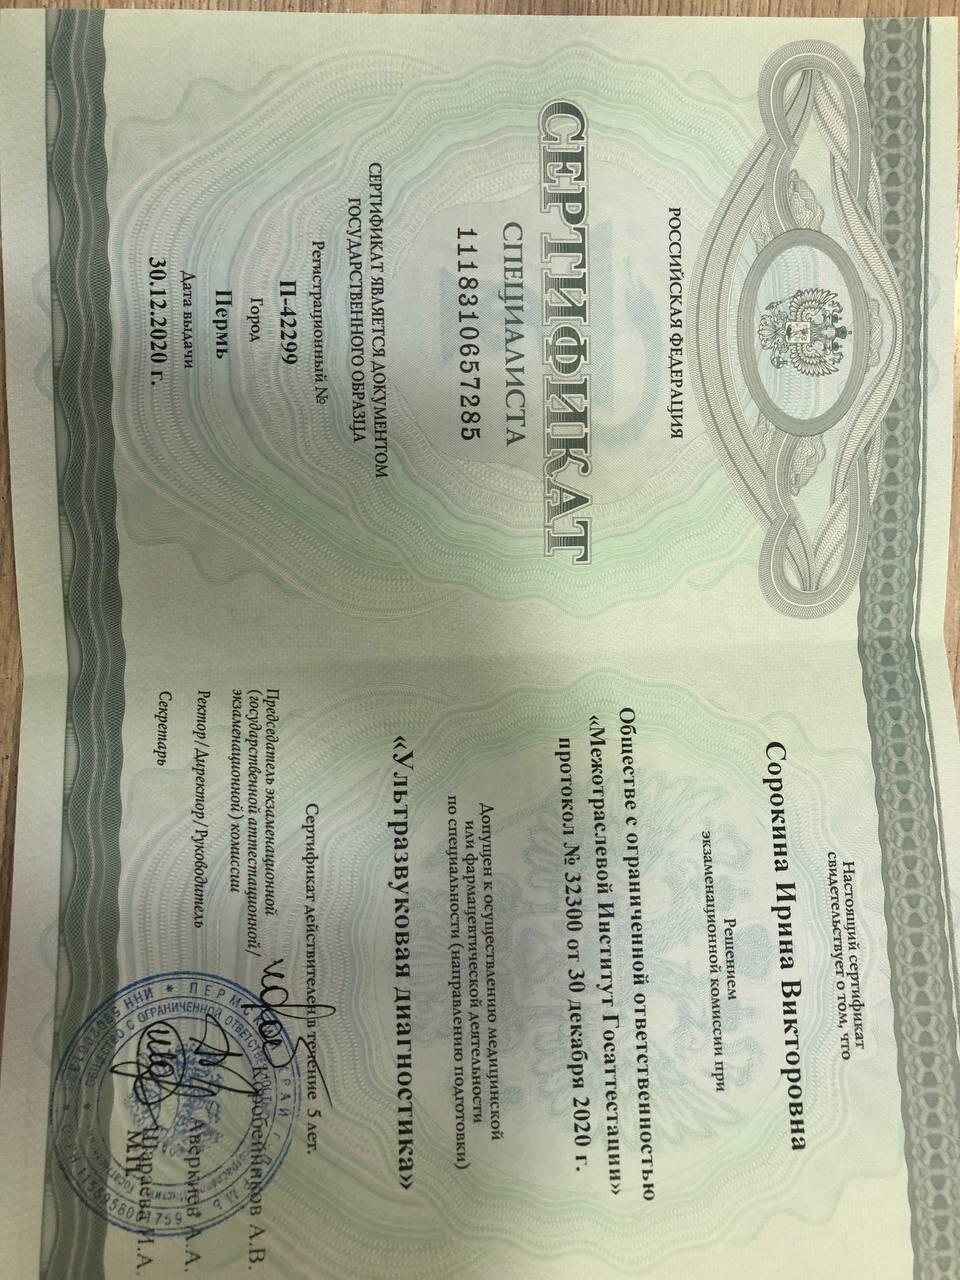 РОССИЙСКАЯ ФЕДЕРАЦИЯ
СЕРТИФИКАТ
СПЕЦИАЛИСТА
1118310657285
СЕРТИФИКАТ ЯВЛЯЕТСЯ ДОКУМЕНТОМ
ГОСУДАРСТВЕННОГО ОБРАЗЦА
Регистрационный №
П-42299
Город
Пермь
Дата выдачи
30.12.2020 г.
Настоящий сертификат
свидетельствует о том, что
Сорокина Ирина Викторовна
Решением
экзаменационной комиссии при
Обществе с ограниченной ответственностью
«Межотраслевой Институт Госаттестации»
протокол № 32300 от 30 декабря 2020 г.
Допущен к осуществлению медицинской
или фармацевтической деятельности
по специальности (направлению подготовки)
«Ультразвуковая диагностика»
Сертификат действителен в течение 5 лет.
Председатель экзаменационной
(государственной аттестационной/
экзаменационной) комиссии
Коробейников А.В.
Ректор/Директор/Руководитель
Аверкиев А.А.
Секретарь
Шараева И.А.
М.П.